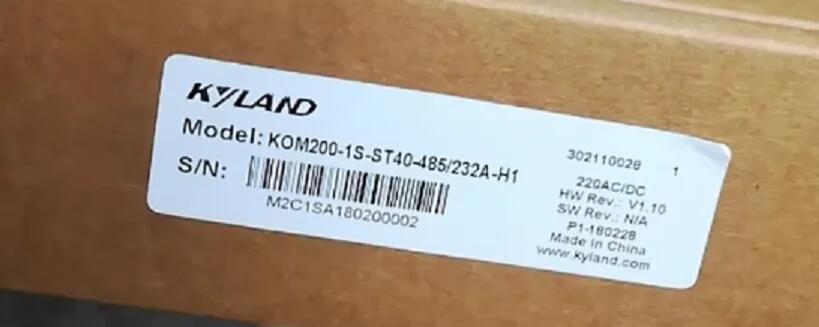 KYLAND
Model: KOM200-1S-ST40-485/232A-H1
S/N:
M2C1SA180200002
302110028 1
220AC/DC
HW Rev.: V1.10
SW Rev.: N/A
P1-180228
Made in China
www.kyland.com